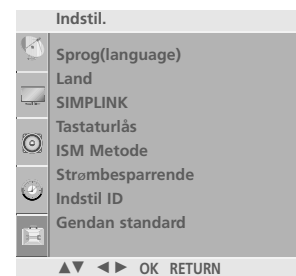 Indstil.
Sprog(language)
Land
SIMPLINK
Tastaturlås
ISM Metode
Strømbesparrende
Indstil ID
Gendan standard
▲▼ ◄► OK RETURN